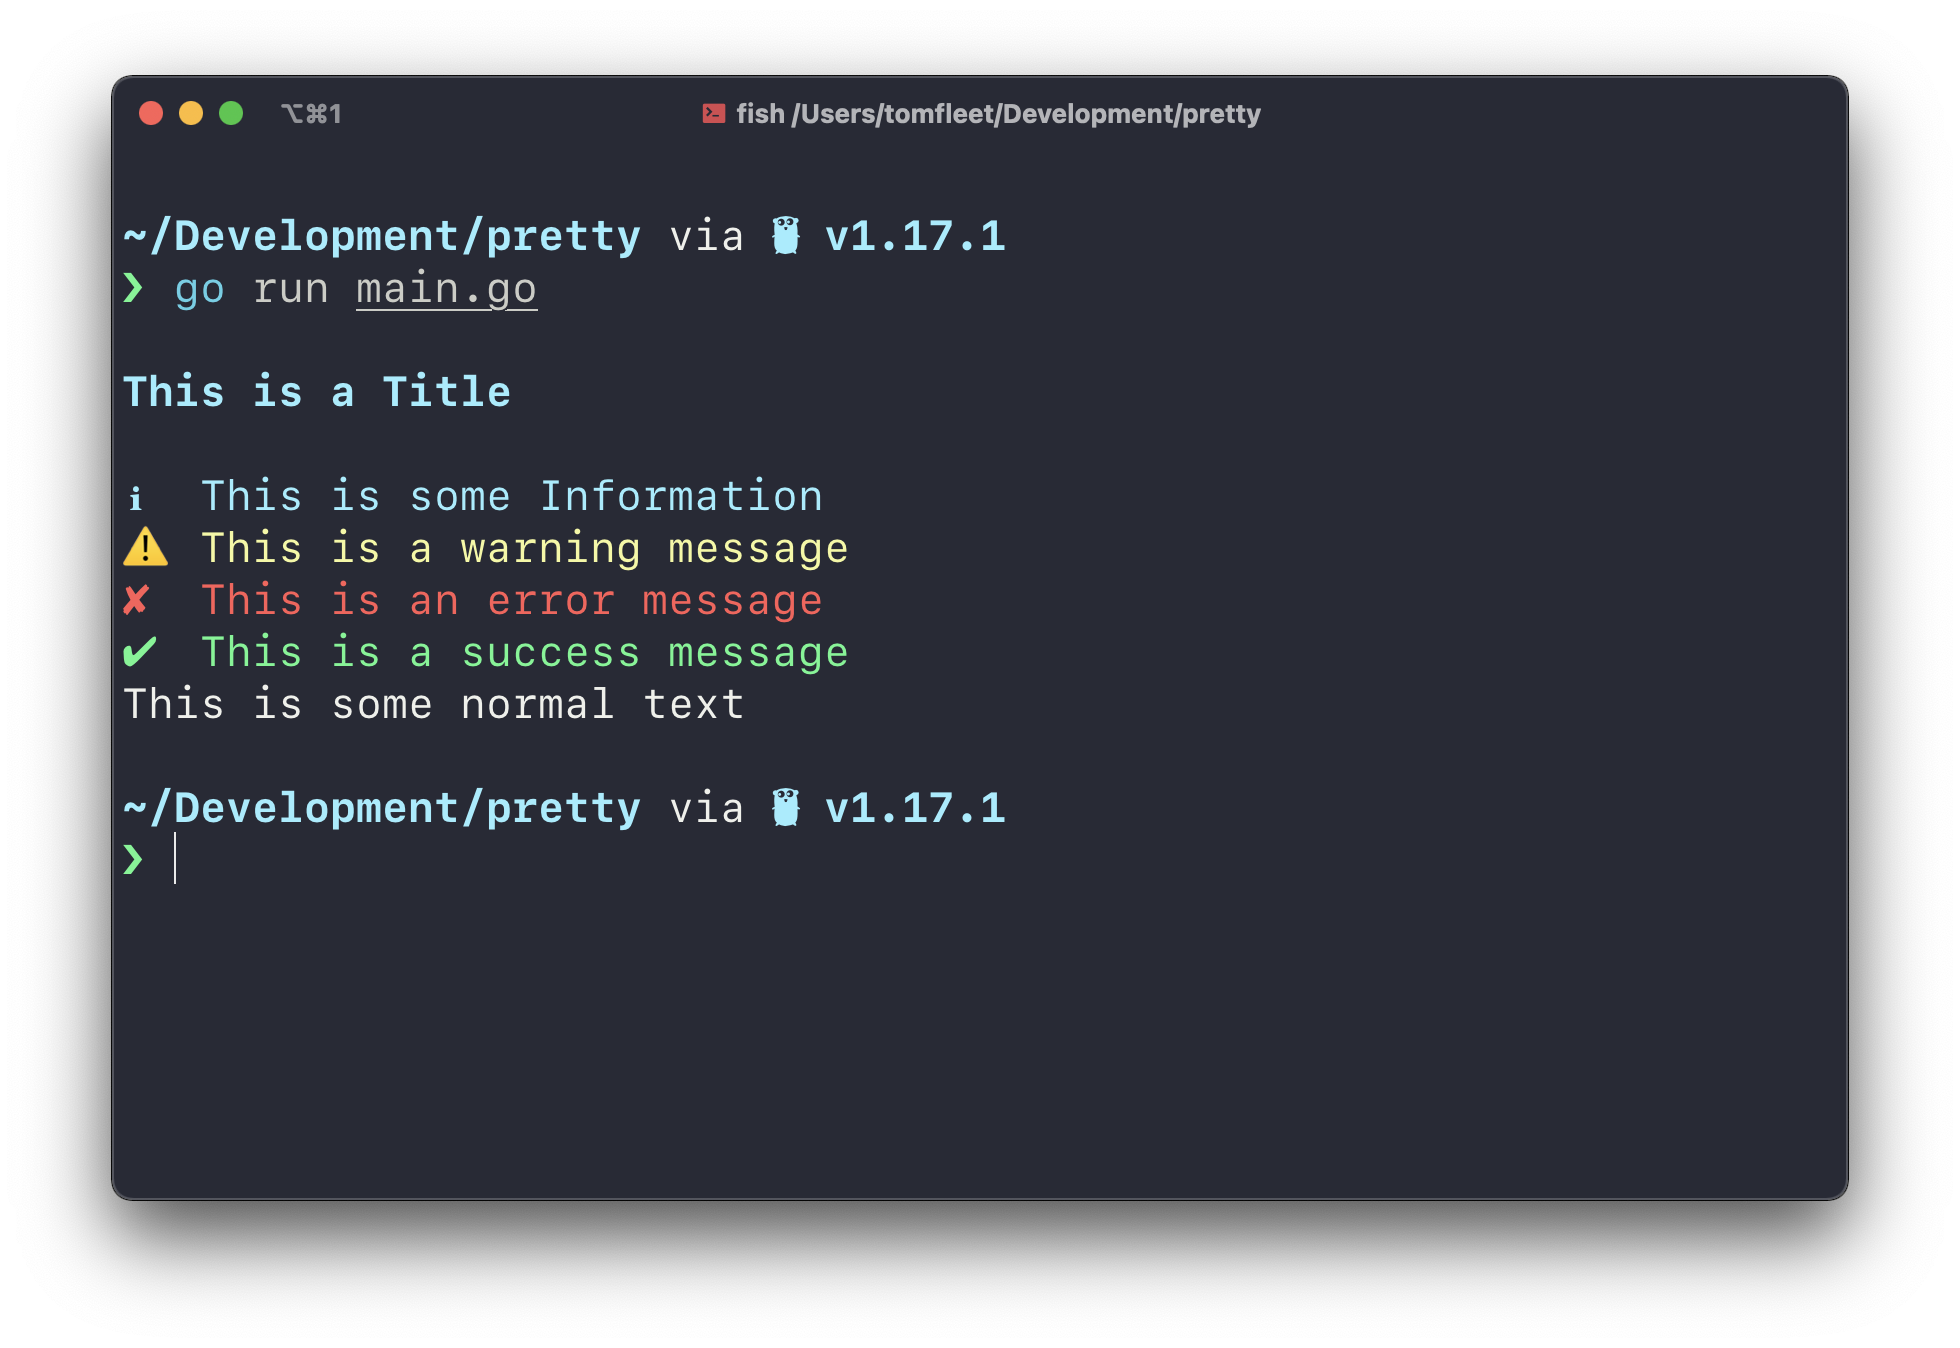 ⌥⌘1 fish /Users/tomfleet/Development/pretty
~/Development/pretty via v1.17.1
❯ go run main.go
This is a Title
ℹ This is some Information
⚠️ This is a warning message
✘ This is an error message
✔ This is a success message
This is some normal text
~/Development/pretty via v1.17.1
❯